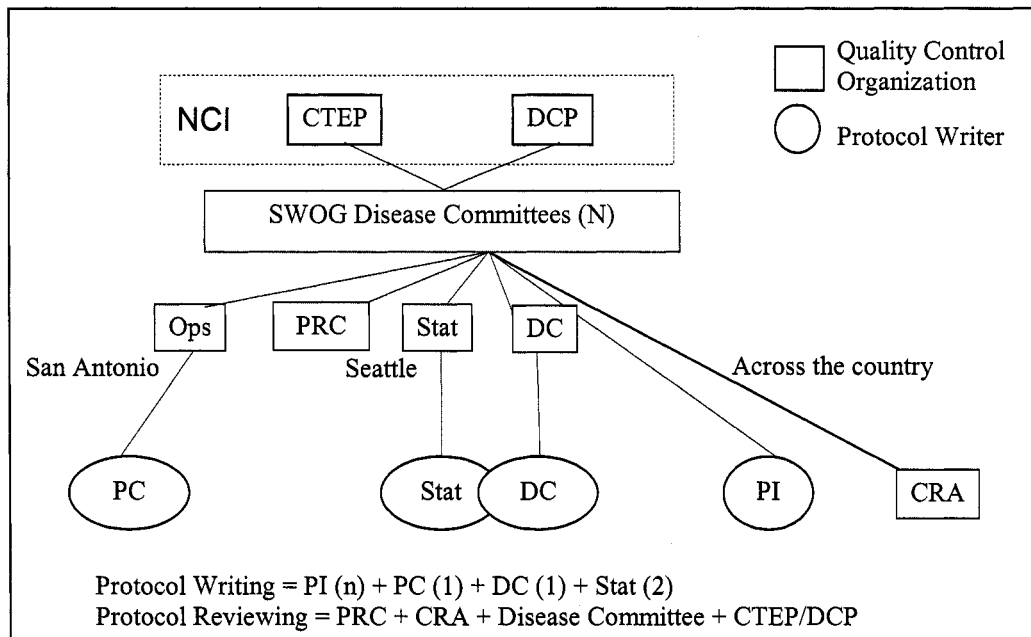 Quality Control
Organization
Protocol Writer
NCI
CTEP
DCP
SWOG Disease Committees (N)
Ops
PRC
Stat
DC
San Antonio
Seattle
Across the country
PC
Stat
DC
PI
CRA
Protocol Writing = PI (n) + PC (1) + DC (1) + Stat (2)
Protocol Reviewing = PRC + CRA + Disease Committee + CTEP/DCP